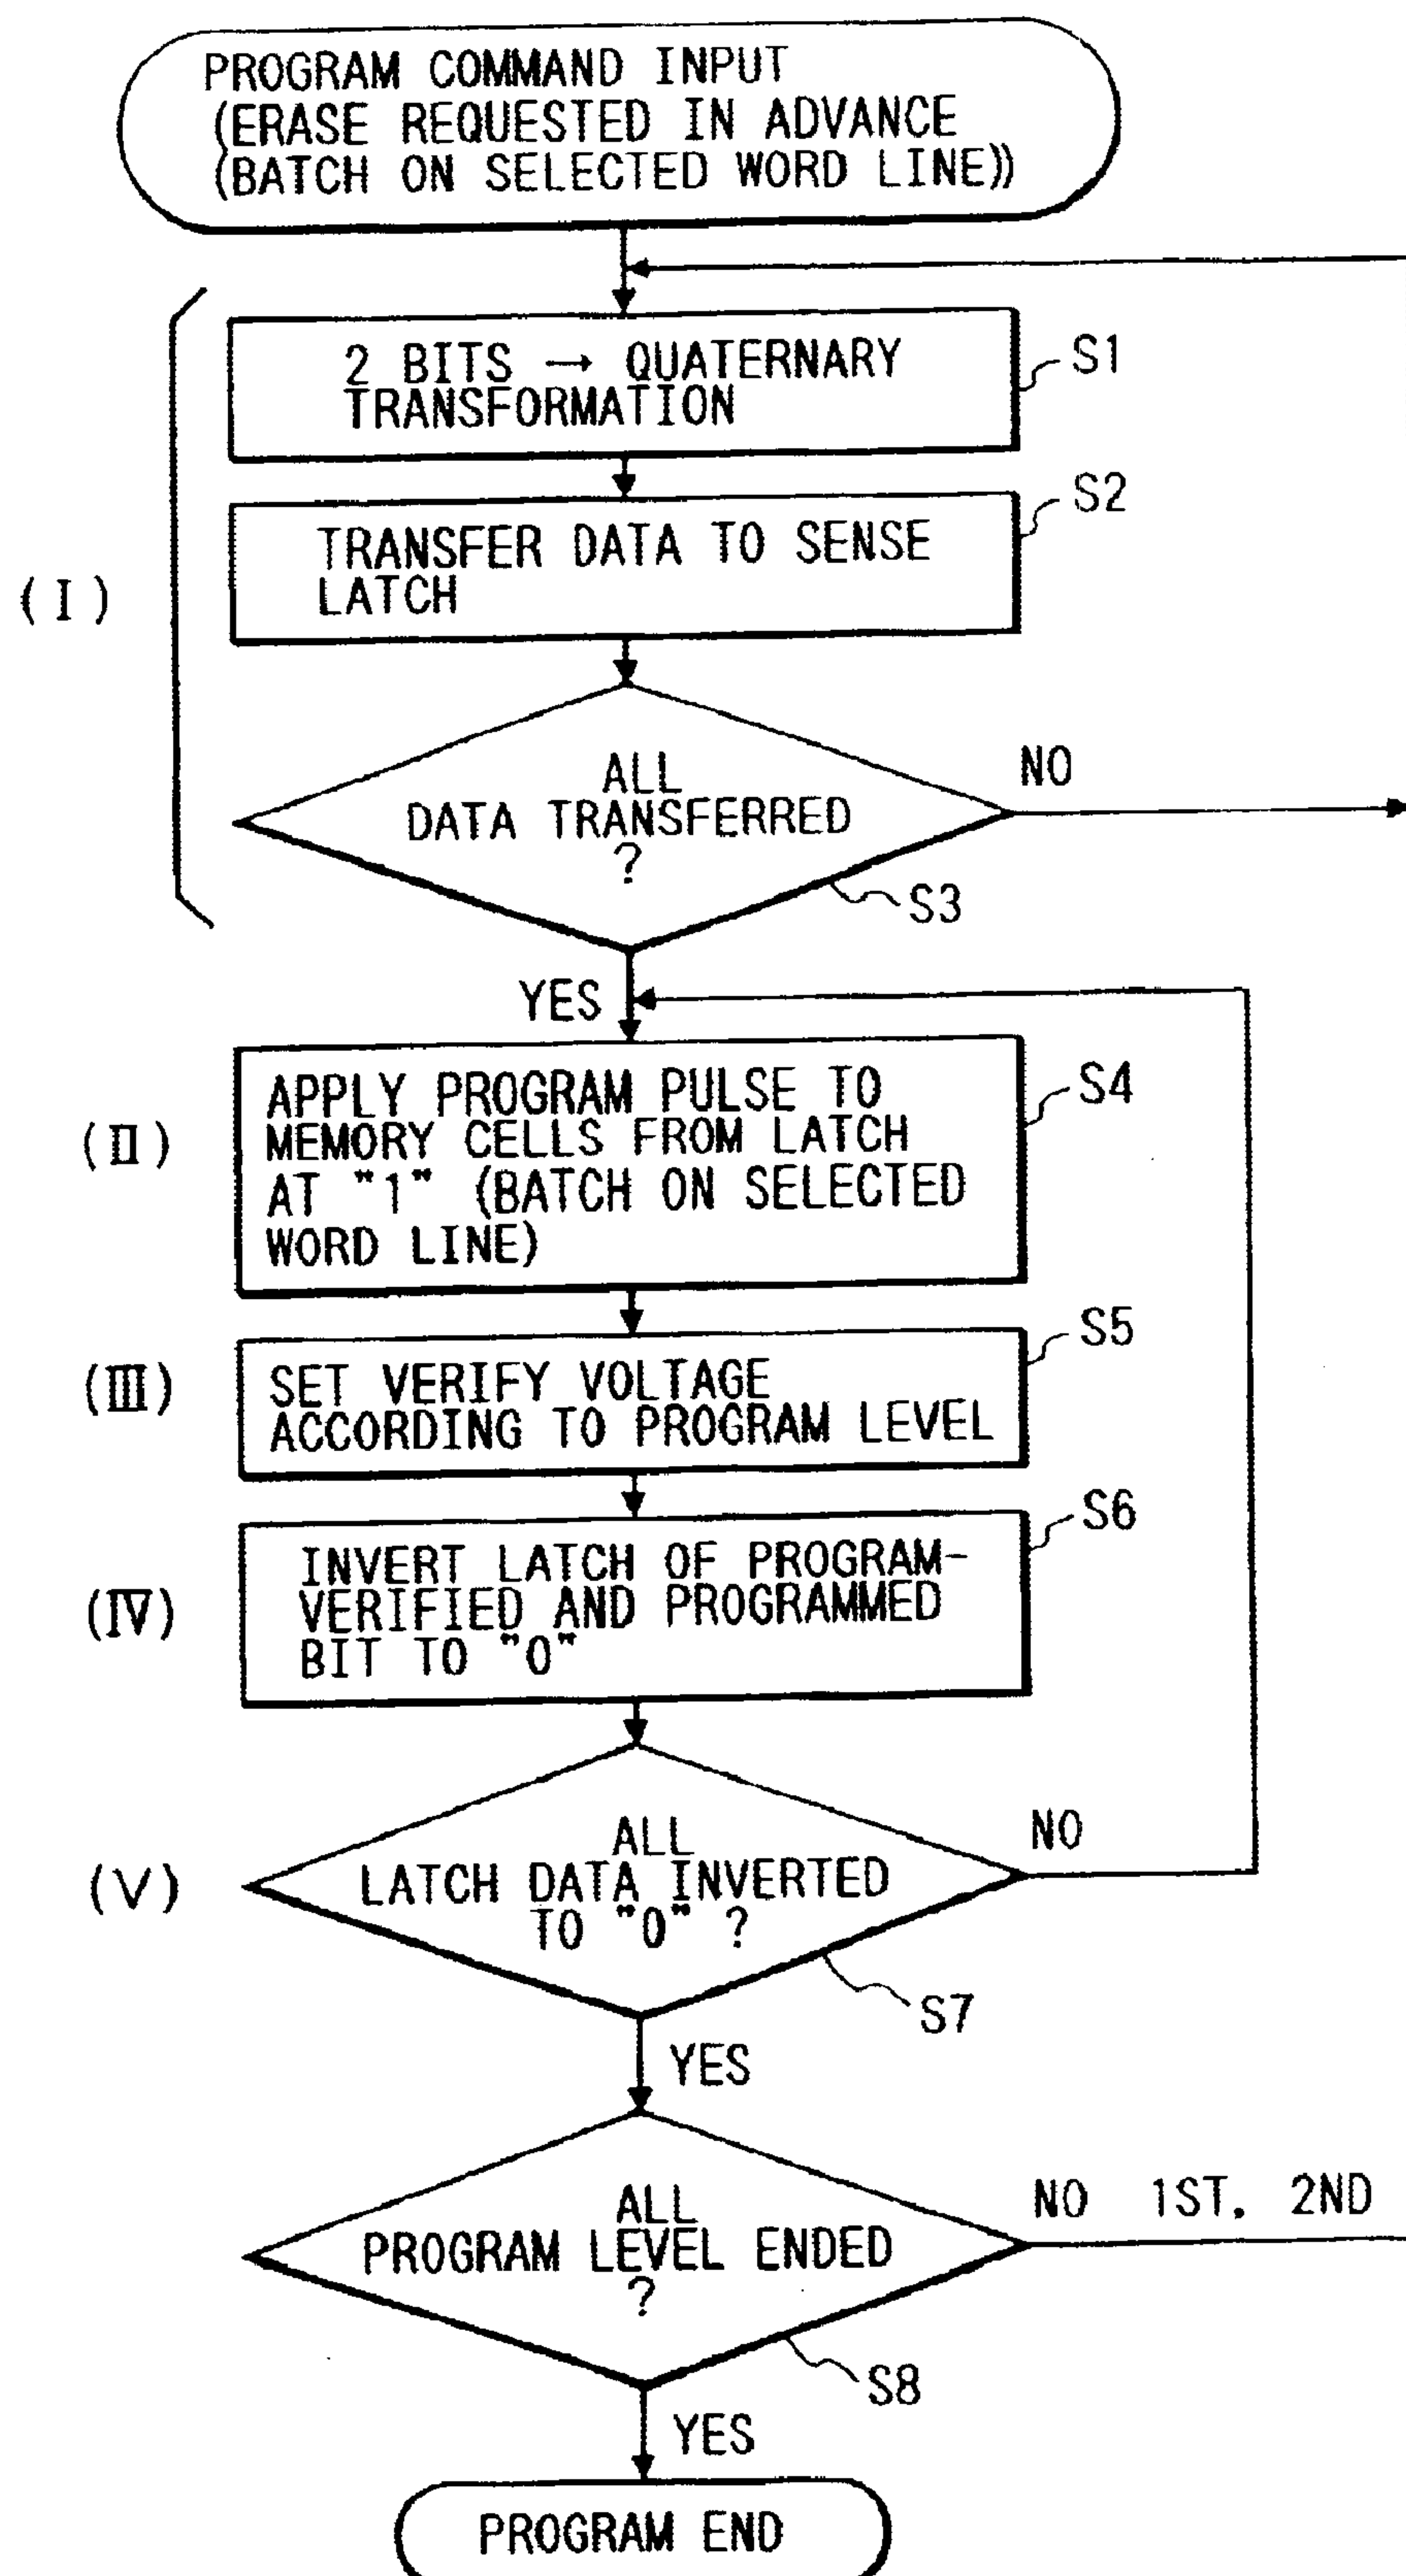 PROGRAM COMMAND INPUT
(ERASE REQUESTED IN ADVANCE
(BATCH ON SELECTED WORD LINE))
2 BITS → QUATERNARY
TRANSFORMATION
S1
TRANSFER DATA TO SENSE
LATCH
S2
(I)
ALL
DATA TRANSFERRED
?
NO
S3
YES
(II)
APPLY PROGRAM PULSE TO
MEMORY CELLS FROM LATCH
AT "1" (BATCH ON SELECTED
WORD LINE)
S4
(III)
SET VERIFY VOLTAGE
ACCORDING TO PROGRAM LEVEL
S5
(IV)
INVERT LATCH OF PROGRAM-
VERIFIED AND PROGRAMMED
BIT TO "0"
S6
(V)
ALL
LATCH DATA INVERTED
TO "0" ?
NO
S7
YES
ALL
PROGRAM LEVEL ENDED
?
NO 1ST, 2ND
S8
YES
PROGRAM END